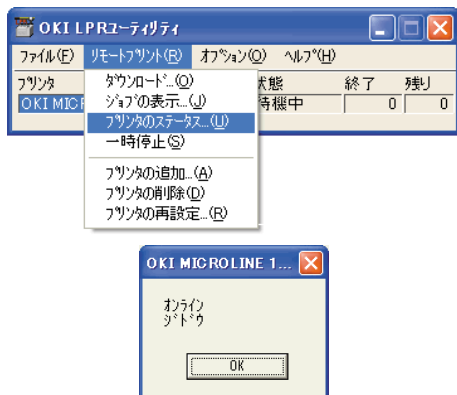 OKI LPRユーティリティ
ファイル(F) リモートプリント(R) オプション(O) ヘルプ(H)
プリンタ 状態 終了 残り
OKI MICR 待機中 0 0
ダウンロード...(O)
ジョブの表示...(J)
プリンタのステータス...(U)
一時停止(S)
プリンタの追加...(A)
プリンタの削除(D)
プリンタの再設定...(R)
OKI MICROLINE 1...
オンライン
ジドウ
OK